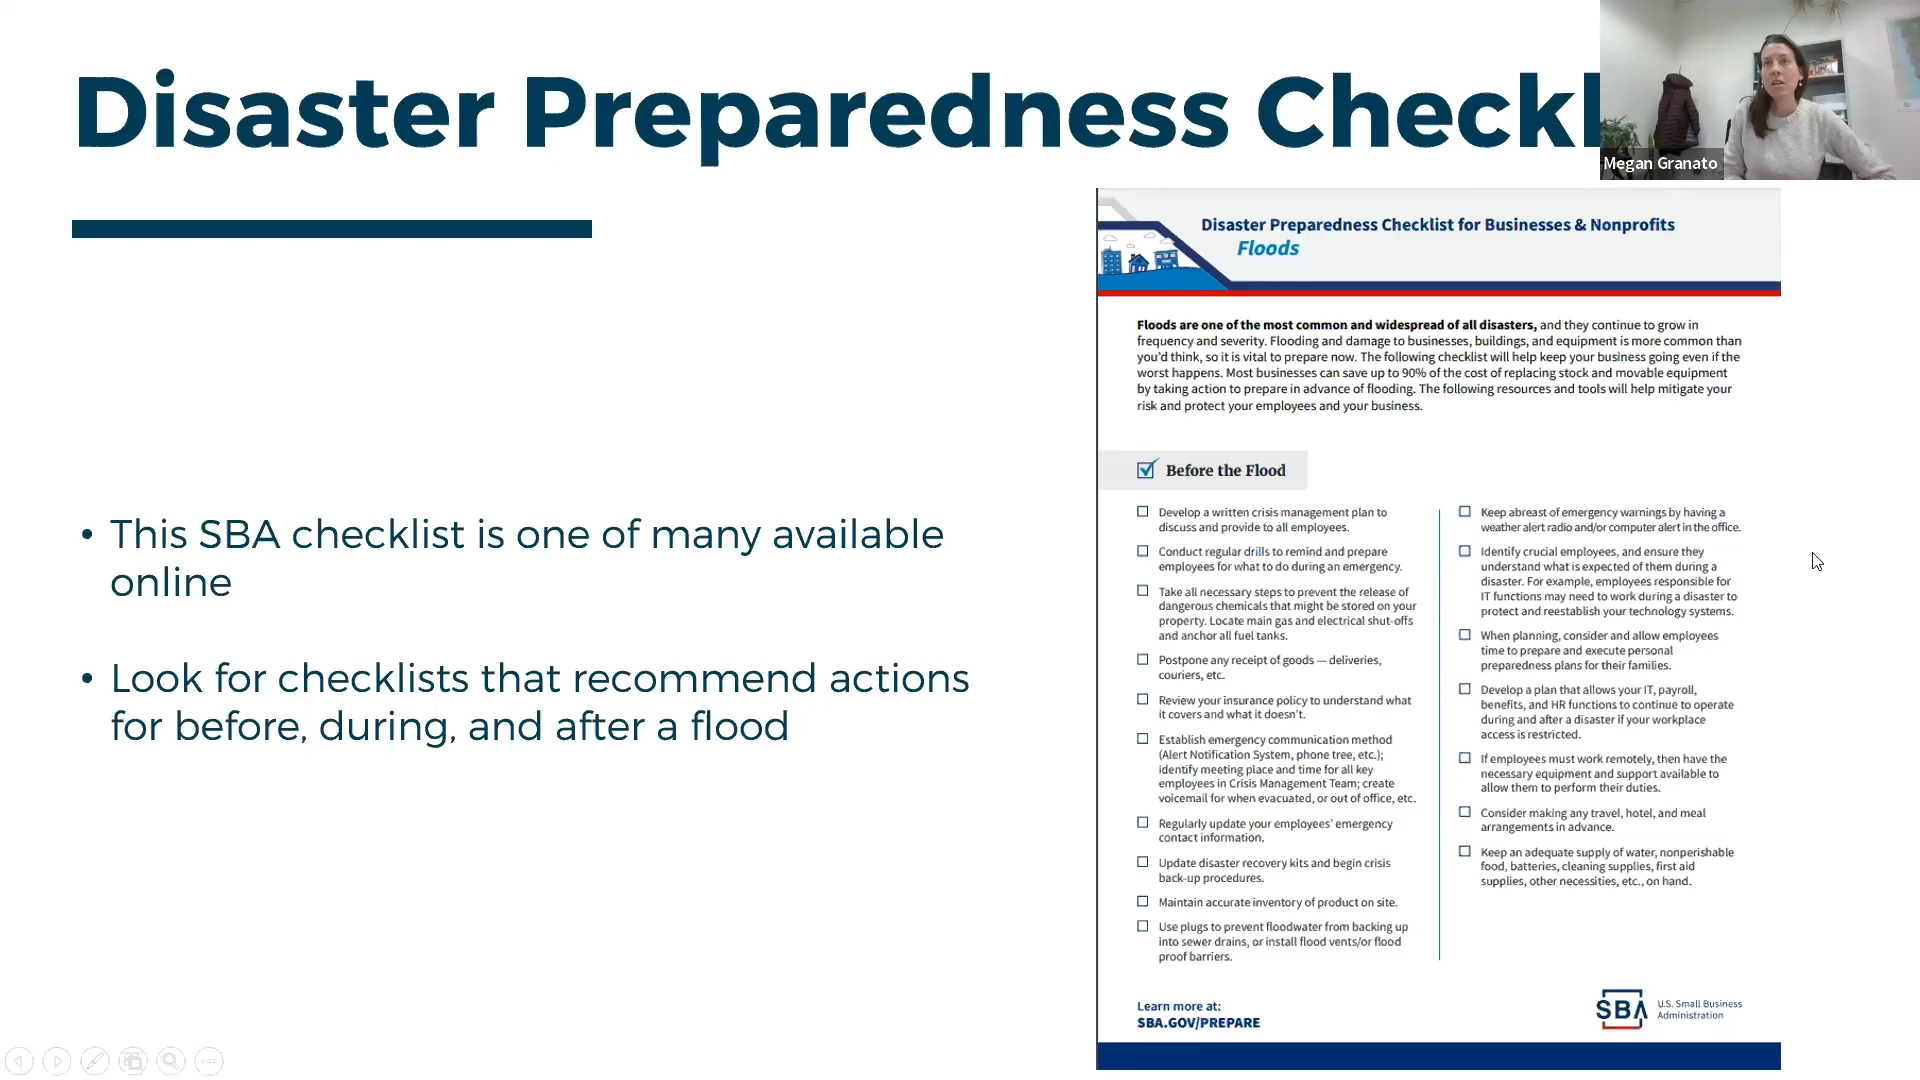 Disaster Preparedness Checkl
Megan Granato
This SBA checklist is one of many available
online
Look for checklists that recommend actions
for before, during, and after a flood
Disaster Preparedness Checklist for Businesses & Nonprofits
Floods
Floods are one of the most common and widespread of all disasters, and they continue to grow in
frequency and severity. Flooding and damage to businesses, buildings, and equipment is more common than
you'd think, so it is vital to prepare now. The following checklist will help keep your business going even if the
worst happens. Most businesses can save up to 90% of the cost of replacing stock and movable equipment
by taking action to prepare in advance of flooding. The following resources and tools will help mitigate your
risk and protect your employees and your business.
Before the Flood
Develop a written crisis management plan to
discuss and provide to all employees.
Conduct regular drills to remind and prepare
employees for what to do during an emergency.
Take all necessary steps to prevent the release of
dangerous chemicals that might be stored on your
property. Locate main gas and electrical shut-offs
and anchor all fuel tanks.
Postpone any receipt of goods — deliveries,
couriers, etc.
Review your insurance policy to understand what
it covers and what it doesn't.
Establish emergency communication method
(Alert Notification System, phone tree, etc.);
identify meeting place and time for all key
employees in Crisis Management Team; create
voicemail for when evacuated, or out of office, etc.
Regularly update your employees' emergency
contact information.
Update disaster recovery kits and begin crisis
back-up procedures.
Maintain accurate inventory of product on site.
Use plugs to prevent floodwater from backing up
into sewer drains, or install flood vents/or flood
proof barriers.
Keep abreast of emergency warnings by having a
weather alert radio and/or computer alert in the office.
Identify crucial employees, and ensure they
understand what is expected of them during a
disaster. For example, employees responsible for
IT functions may need to work during a disaster to
protect and reestablish your technology systems.
When planning, consider and allow employees
time to prepare and execute personal
preparedness plans for their families.
Develop a plan that allows your IT, payroll,
benefits, and HR functions to continue to operate
during and after a disaster if your workplace
access is restricted.
If employees must work remotely, then have the
necessary equipment and support available to
allow them to perform their duties.
Consider making any travel, hotel, and meal
arrangements in advance.
Keep an adequate supply of water, nonperishable
food, batteries, cleaning supplies, first aid
supplies, other necessities, etc., on hand.
Learn more at:
SBA.GOV/PREPARE
SBA
U.S. Small Business
Administration